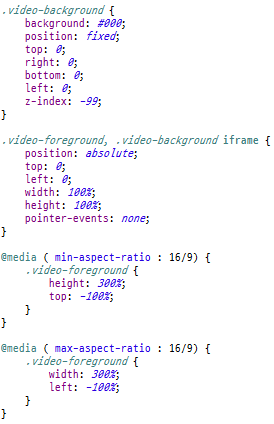 .video-background {
    background: #000;
    position: fixed;
    top: 0;
    right: 0;
    bottom: 0;
    left: 0;
    z-index: -99;
}

.video-foreground, .video-background iframe {
    position: absolute;
    top: 0;
    left: 0;
    width: 100%;
    height: 100%;
    pointer-events: none;
}

@media ( min-aspect-ratio : 16/9) {
    .video-foreground {
        height: 300%;
        top: -100%;
    }
}

@media ( max-aspect-ratio : 16/9) {
    .video-foreground {
        width: 300%;
        left: -100%;
    }
}